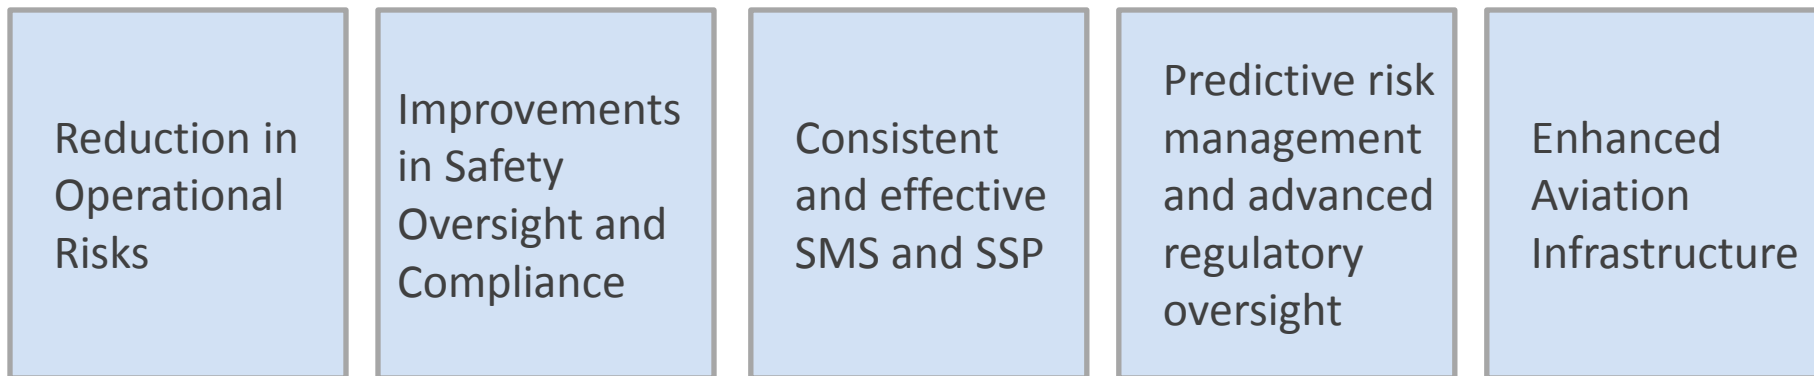 Reduction in
Operational
Risks
Improvements
in Safety
Oversight and
Compliance
Consistent
and effective
SMS and SSP
Predictive risk
management
and advanced
regulatory
oversight
Enhanced
Aviation
Infrastructure